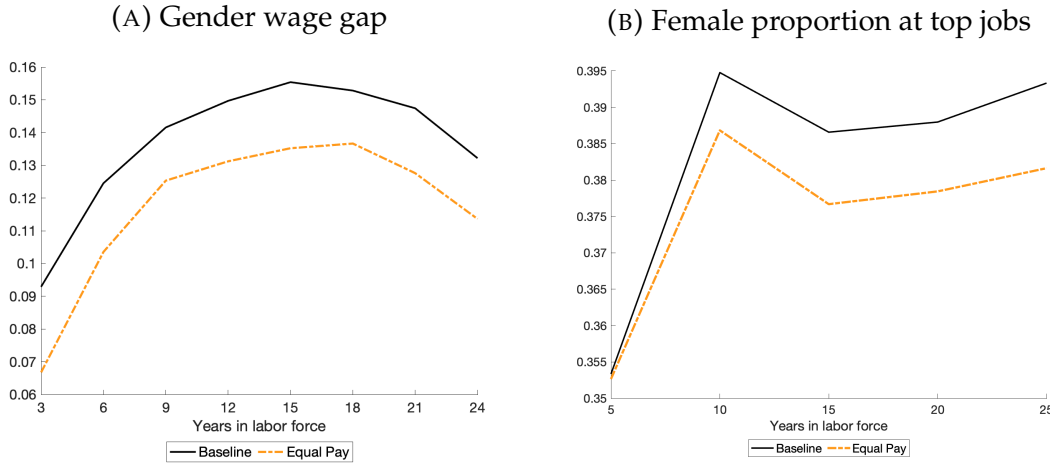 (A) Gender wage gap
0.16
0.15
0.14
0.13
0.12
0.11
0.1
0.09
0.08
0.07
0.06
3 6 9 12 15 18 21 24
Years in labor force
Baseline Equal Pay
(B) Female proportion at top jobs
0.395
0.39
0.385
0.38
0.375
0.37
0.365
0.36
0.355
0.35
5 10 15 20 25
Years in labor force
Baseline Equal Pay